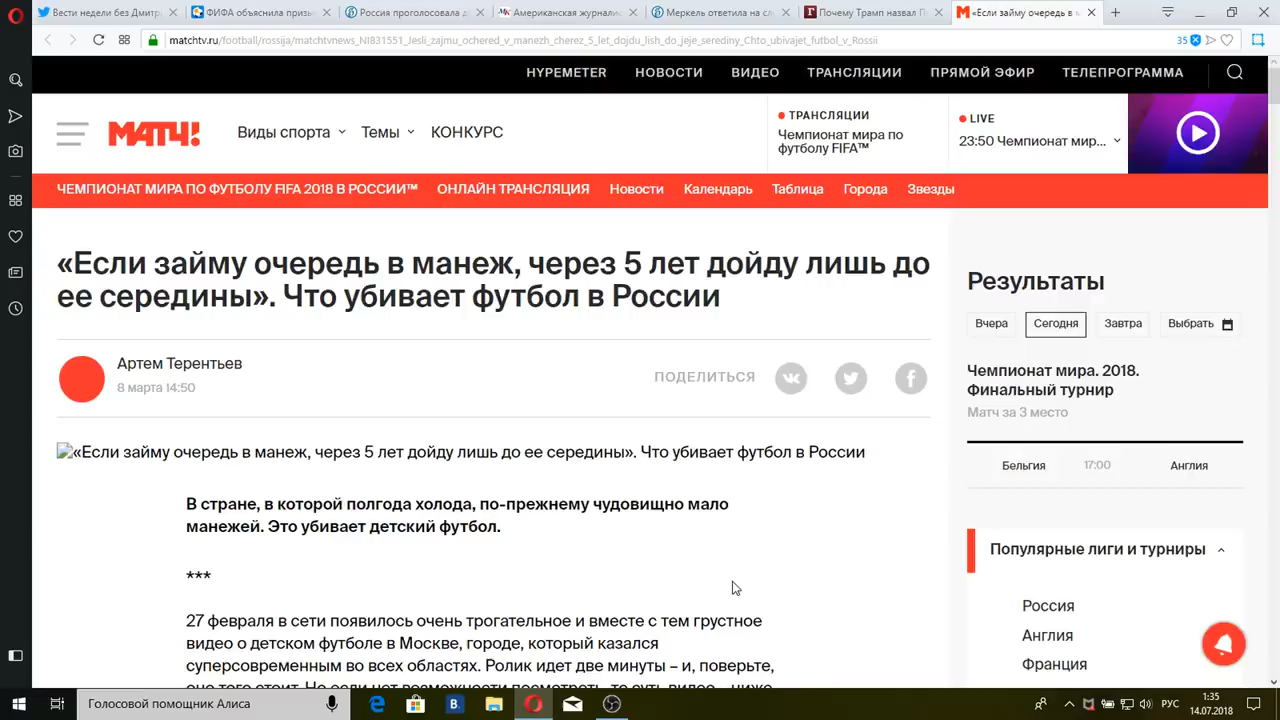 Твиттер без Дмитр
ФИФА объяснила призы
Россия проголосовала д
Американская журналис
Меркель ответила на сл
Почему Трамп назвал П
«Если займу очередь в м
matchtv.ru/football/rossija/matchtvnews_NI831551_Jesli_zajmu_ochered_v_manezh_cherez_5_let_dojdu_lish_do_jeje_serediny_Chto_ubivajet_futbol_v_Rossii
35
HYPEMETER НОВОСТИ ВИДЕО ТРАНСЛЯЦИИ ПРЯМОЙ ЭФИР ТЕЛЕПРОГРАММА
МАТЧ!
Виды спорта Темы КОНКУРС
ТРАНСЛЯЦИИ
Чемпионат мира по
футболу FIFA™
LIVE
23:50 Чемпионат мир...
ЧЕМПИОНАТ МИРА ПО ФУТБОЛУ FIFA 2018 В РОССИИ™ ОНЛАЙН ТРАНСЛЯЦИЯ Новости Календарь Таблица Города Звезды
«Если займу очередь в манеж, через 5 лет дойду лишь до
ее середины». Что убивает футбол в России
Артем Терентьев
8 марта 14:50
ПОДЕЛИТЬСЯ
«Если займу очередь в манеж, через 5 лет дойду лишь до ее середины». Что убивает футбол в России
В стране, в которой полгода холода, по-прежнему чудовищно мало
манежей. Это убивает детский футбол.
***
27 февраля в сети появилось очень трогательное и вместе с тем грустное
видео о детском футболе в Москве, городе, который казался
суперсовременным во всех областях. Ролик идет две минуты – и, поверьте,
Результаты
Вчера Сегодня Завтра Выбрать
Чемпионат мира. 2018.
Финальный турнир
Матч за 3 место
Бельгия 17:00 Англия
Популярные лиги и турниры
Россия
Англия
Франция
Голосовой помощник Алиса
РУС
1:35
14.07.2018